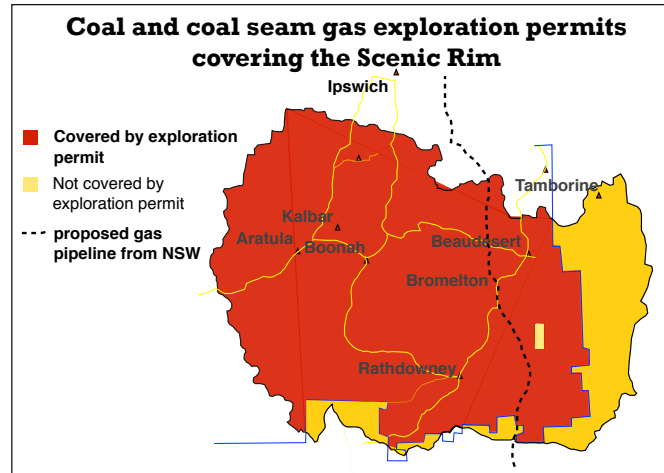 Coal and coal seam gas exploration permits
covering the Scenic Rim
Ipswich
Covered by exploration
permit
Not covered by
exploration permit
proposed gas
pipeline from NSW
Tamborine
Kalbar
Aratula
Boonah
Beaudesert
Bromelton
Rathdowney